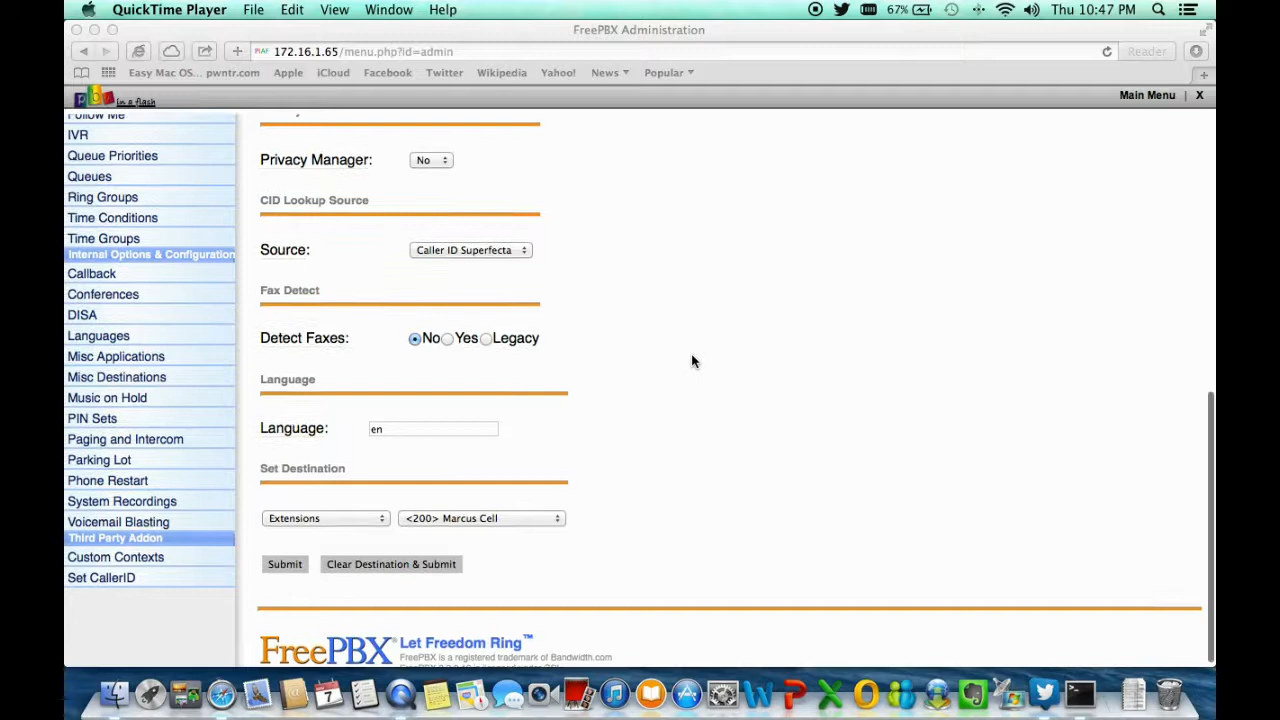 QuickTime Player File Edit View Window Help 67% Thu 10:47 PM
FreePBX Administration
PIAF 172.16.1.65/menu.php?id=admin Reader
Easy Mac OS... pwntr.com Apple iCloud Facebook Twitter Wikipedia Yahoo! News Popular
pbx in a flash Main Menu | X
Follow Me
IVR
Queue Priorities
Queues
Ring Groups
Time Conditions
Time Groups
Internal Options & Configuration
Callback
Conferences
DISA
Languages
Misc Applications
Misc Destinations
Music on Hold
PIN Sets
Paging and Intercom
Parking Lot
Phone Restart
System Recordings
Voicemail Blasting
Third Party Addon
Custom Contexts
Set CallerID
Privacy Manager: No
CID Lookup Source
Source: Caller ID Superfecta
Fax Detect
Detect Faxes: No Yes Legacy
Language
Language: en
Set Destination
Extensions <200> Marcus Cell
Submit Clear Destination & Submit
FreePBX Let Freedom Ring™
FreePBX is a registered trademark of Bandwidth.com